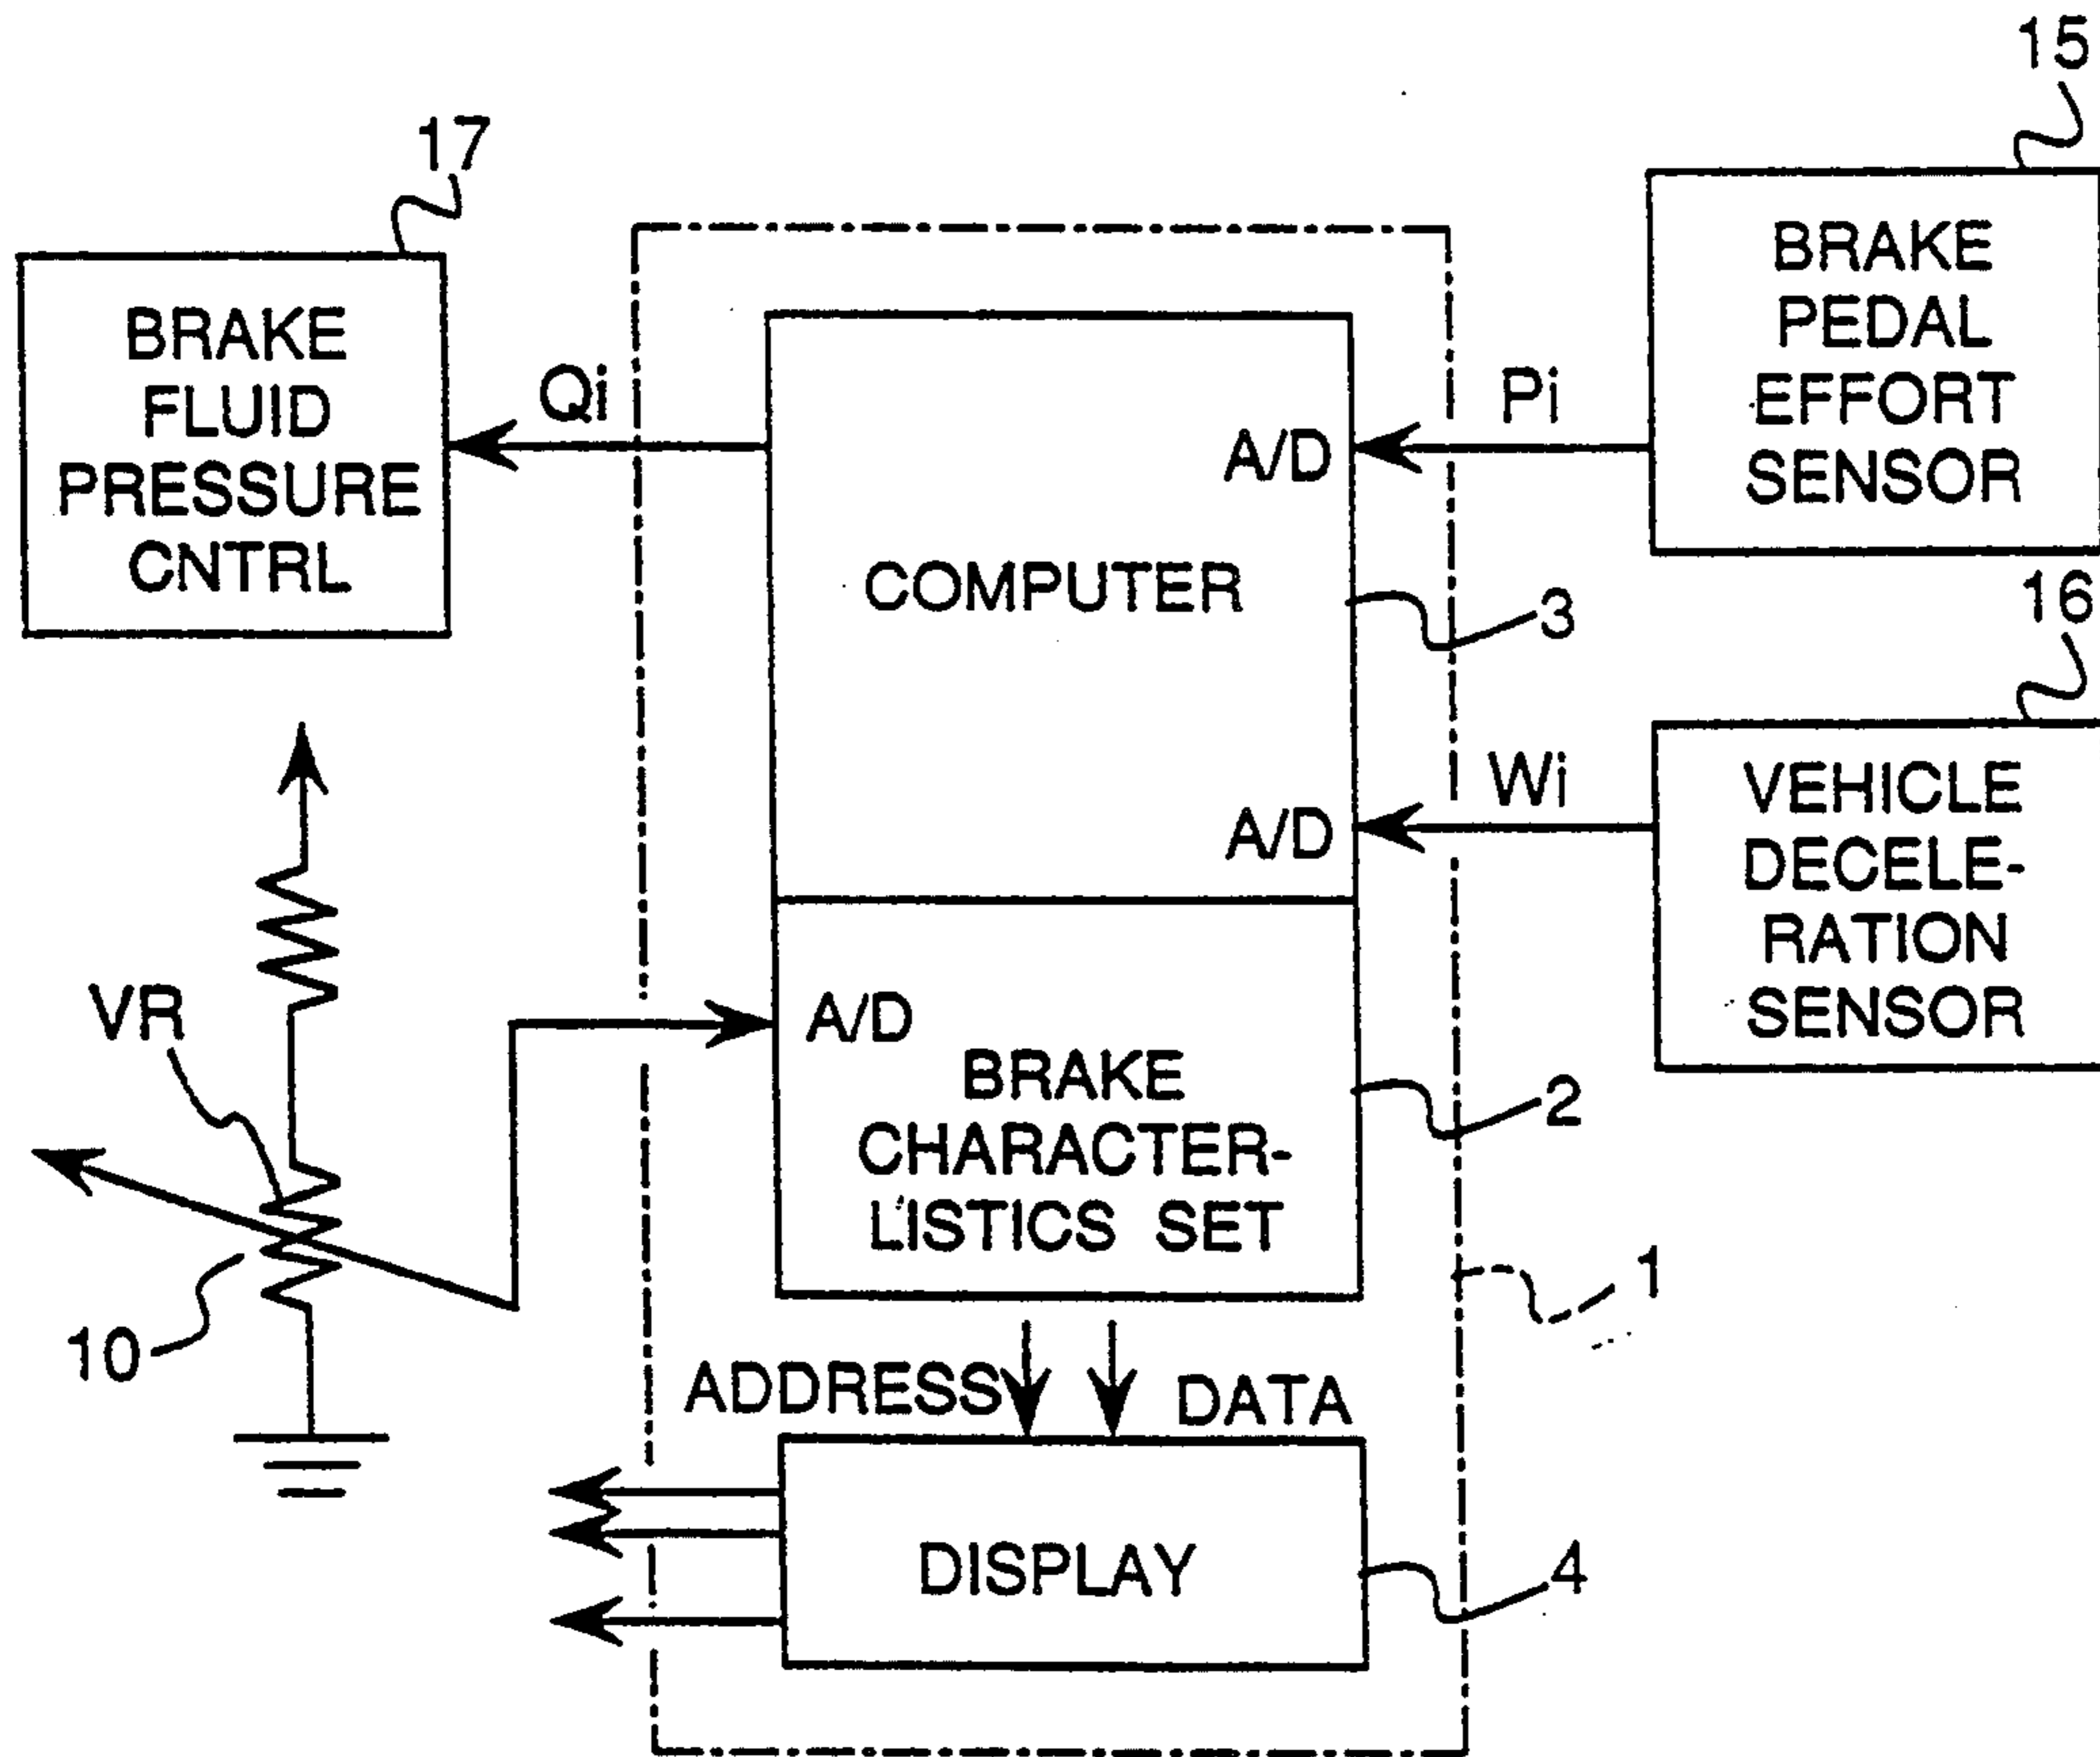 15
17
BRAKE
PEDAL
EFFORT
SENSOR
BRAKE
FLUID
PRESSURE
CNTRL
Qi
Pi
A/D
COMPUTER
3
16
Wi
A/D
VEHICLE
DECELE-
RATION
SENSOR
VR
A/D
BRAKE
CHARACTER-
LISTICS SET
2
1
10
ADDRESS
DATA
DISPLAY
4